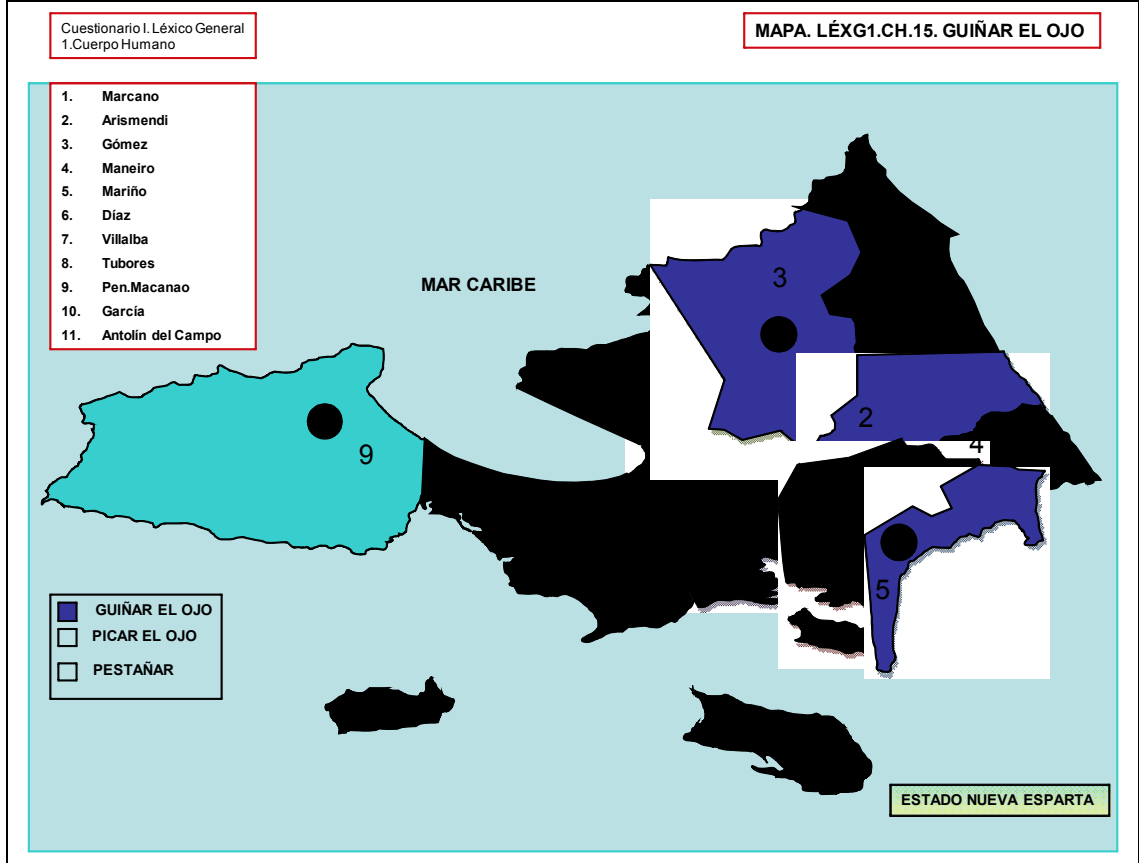 Cuestionario I. Léxico General
1.Cuerpo Humano
MAPA. LÉXG1.CH.15. GUIÑAR EL OJO
1. Marcano
2. Arismendi
3. Gómez
4. Maneiro
5. Mariño
6. Díaz
7. Villalba
8. Tubores
9. Pen.Macanao
10. García
11. Antolín del Campo
MAR CARIBE
3
2
4
9
5
GUIÑAR EL OJO
PICAR EL OJO
PESTAÑAR
ESTADO NUEVA ESPARTA